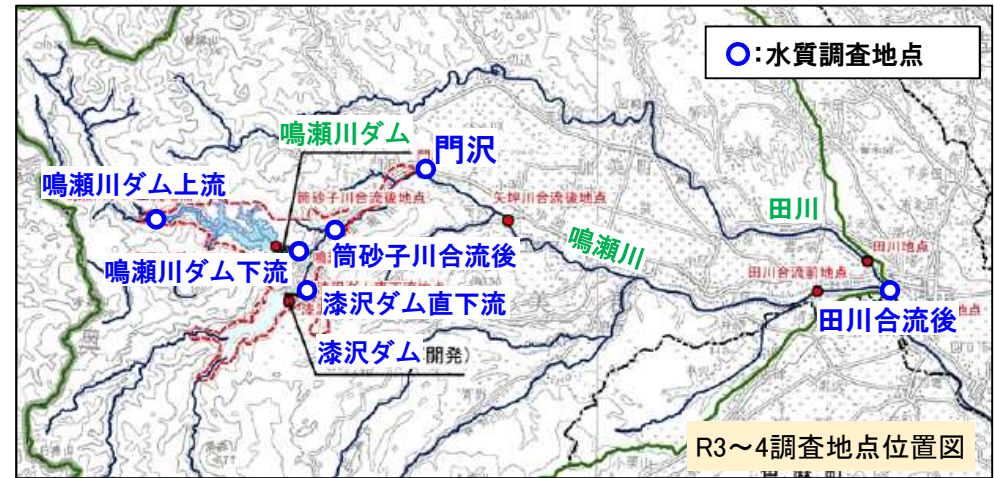 ○:水質調査地点
鳴瀬川ダム
門沢
鳴瀬川ダム上流
筒砂子川合流後地点
矢坪川合流後地点
田川
鳴瀬川
田川地点
鳴瀬川ダム下流
筒砂子川合流後
田川合流前地点
漆沢ダム直下流
田川合流後
地点
漆沢ダム
開発)
R3～4調査地点位置図